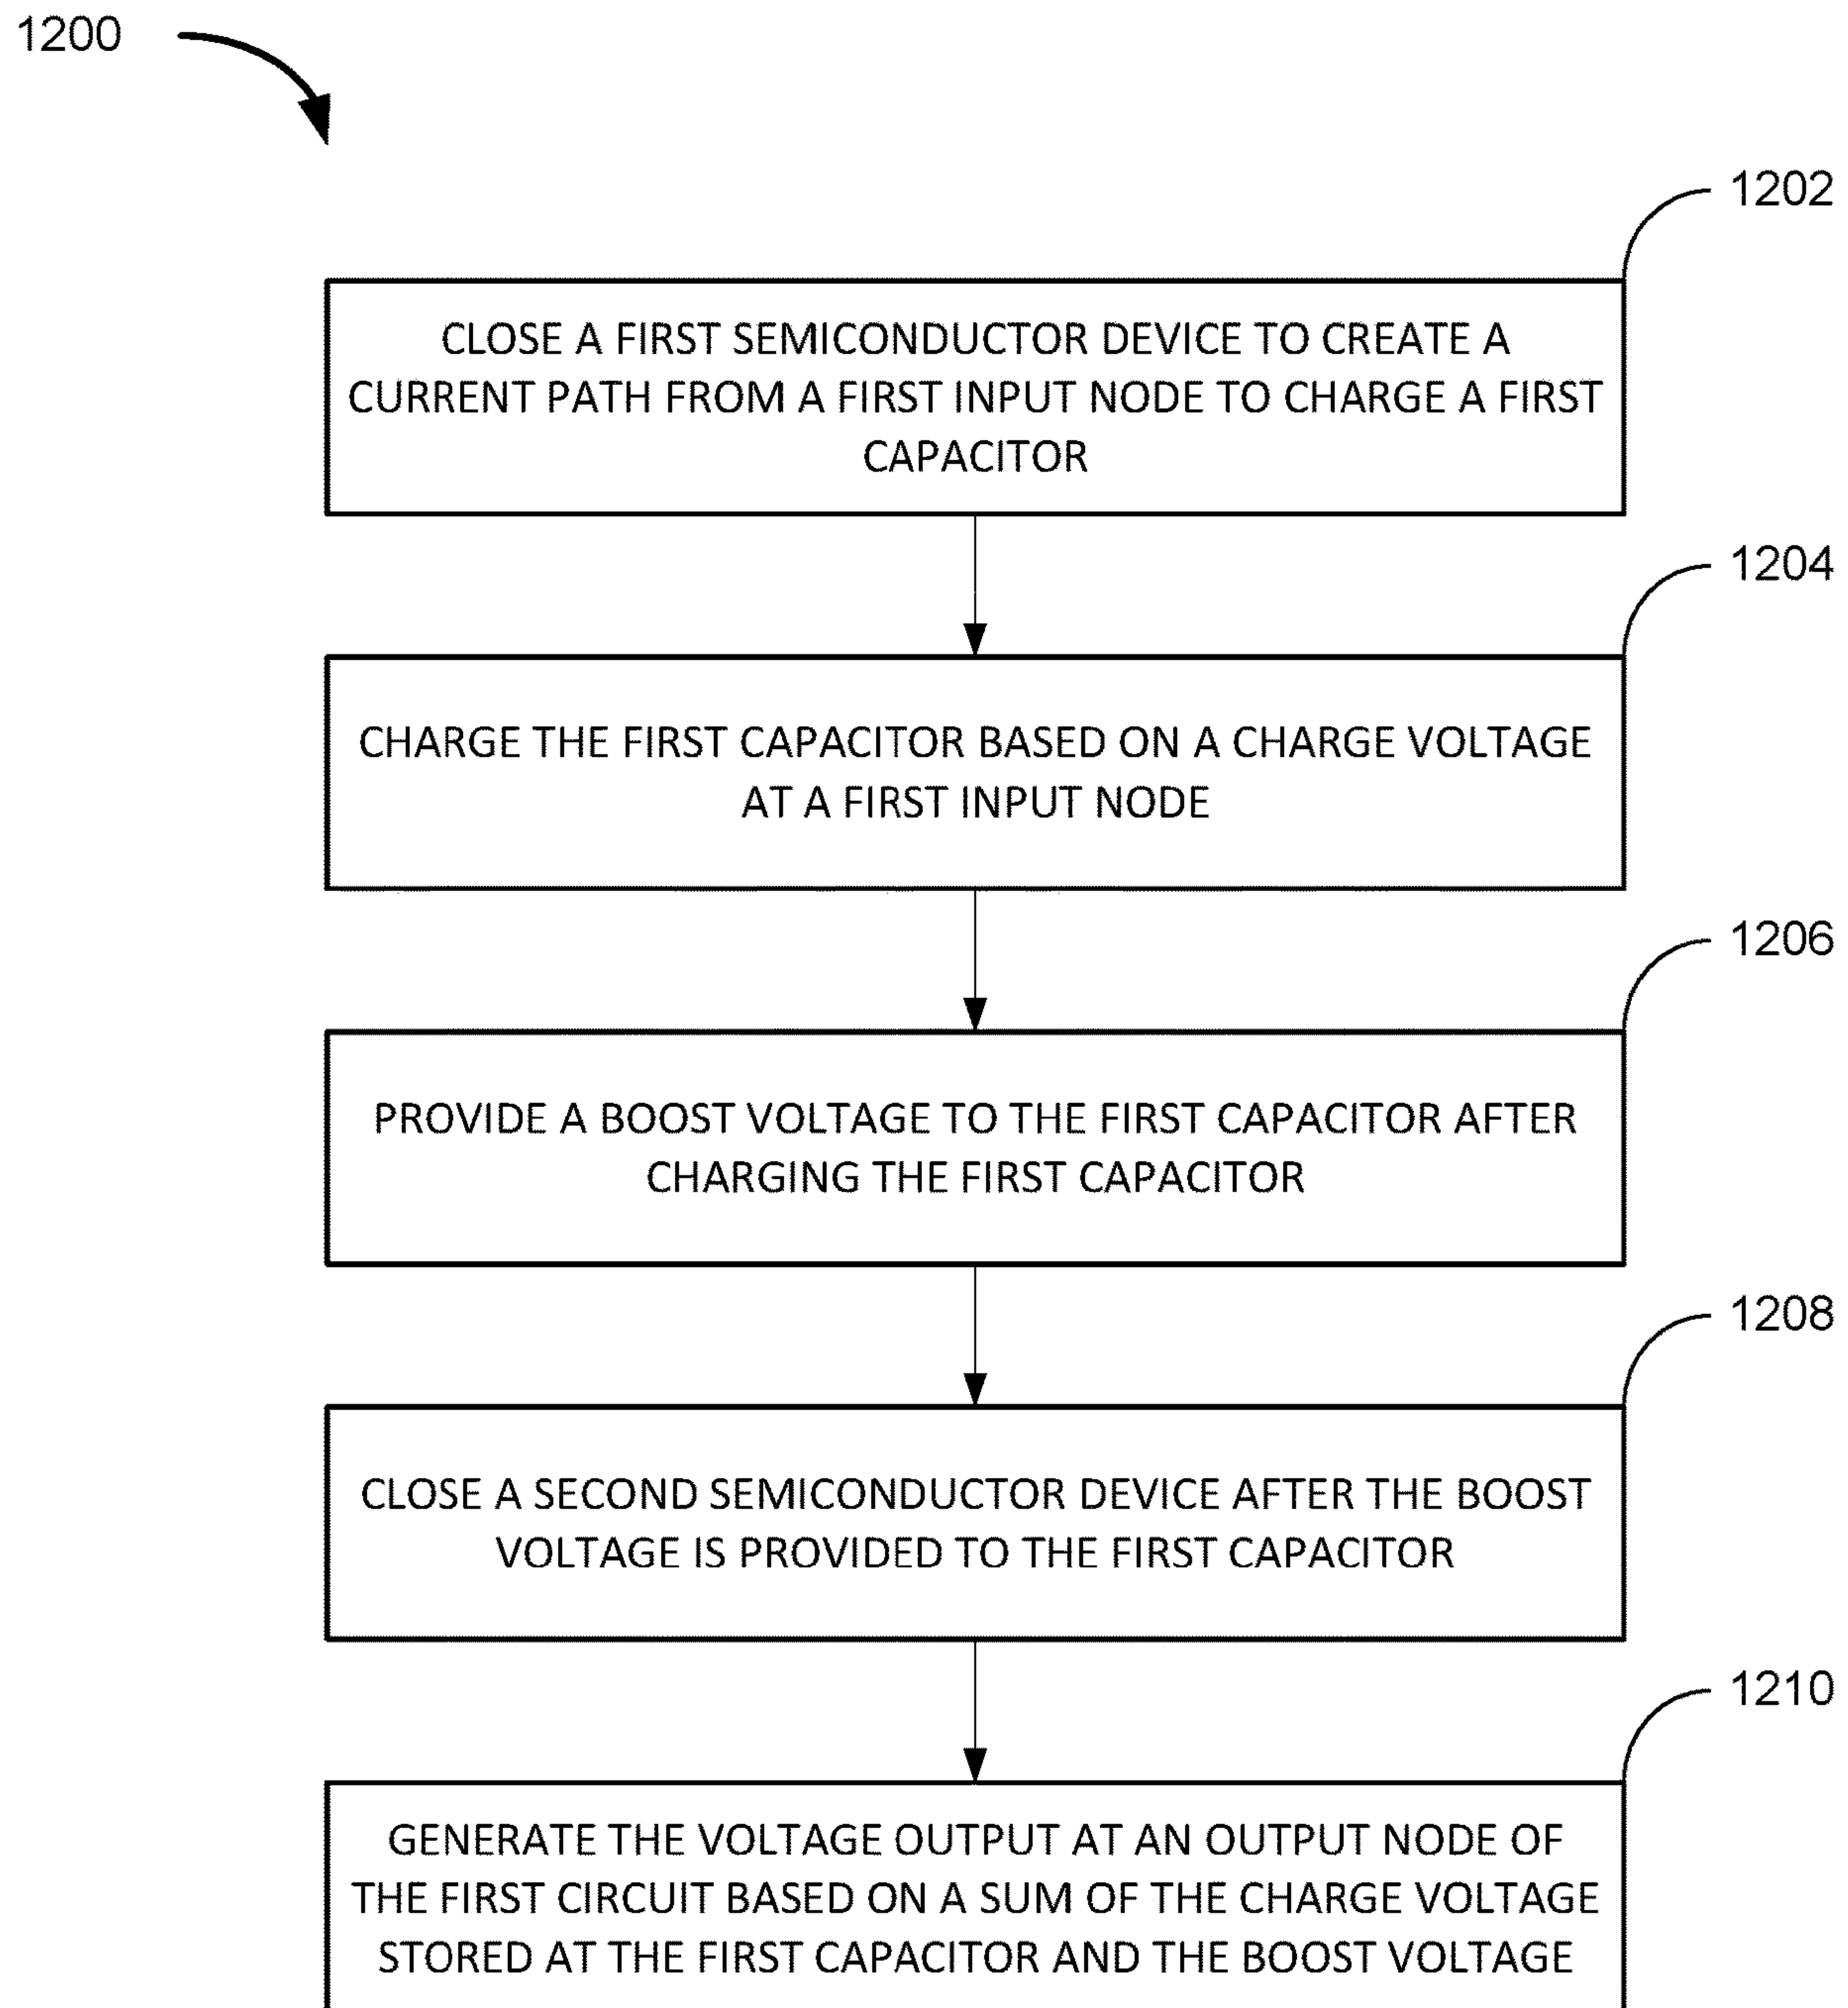 1200
1202
CLOSE A FIRST SEMICONDUCTOR DEVICE TO CREATE A
CURRENT PATH FROM A FIRST INPUT NODE TO CHARGE A FIRST
CAPACITOR
1204
CHARGE THE FIRST CAPACITOR BASED ON A CHARGE VOLTAGE
AT A FIRST INPUT NODE
1206
PROVIDE A BOOST VOLTAGE TO THE FIRST CAPACITOR AFTER
CHARGING THE FIRST CAPACITOR
1208
CLOSE A SECOND SEMICONDUCTOR DEVICE AFTER THE BOOST
VOLTAGE IS PROVIDED TO THE FIRST CAPACITOR
1210
GENERATE THE VOLTAGE OUTPUT AT AN OUTPUT NODE OF
THE FIRST CIRCUIT BASED ON A SUM OF THE CHARGE VOLTAGE
STORED AT THE FIRST CAPACITOR AND THE BOOST VOLTAGE